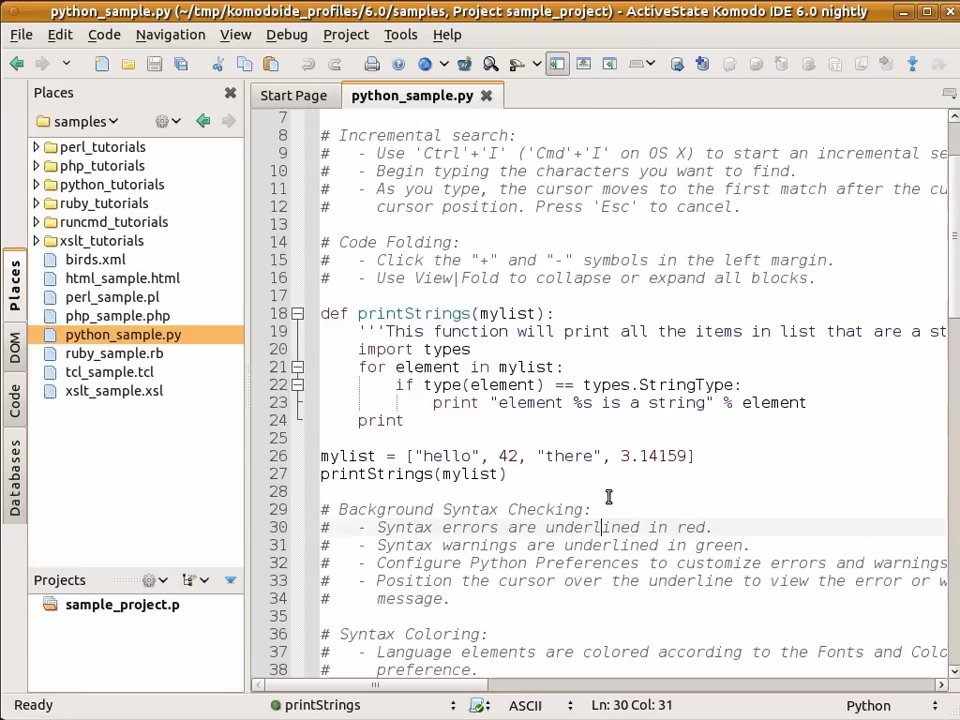 python_sample.py (~/tmp/komodoide_profiles/6.0/samples, Project sample_project) - ActiveState Komodo IDE 6.0 nightly
File Edit Code Navigation View Debug Project Tools Help
Places
Start Page
python_sample.py
samples
perl_tutorials
php_tutorials
python_tutorials
ruby_tutorials
runcmd_tutorials
xslt_tutorials
birds.xml
html_sample.html
perl_sample.pl
php_sample.php
python_sample.py
ruby_sample.rb
tcl_sample.tcl
xslt_sample.xsl
Places
DOM
Code
Databases
Projects
sample_project.p
7
8 # Incremental search:
9 #   - Use 'Ctrl'+'I' ('Cmd'+'I' on OS X) to start an incremental se
10 #   - Begin typing the characters you want to find.
11 #   - As you type, the cursor moves to the first match after the cu
12 #     cursor position. Press 'Esc' to cancel.
13
14 # Code Folding:
15 #   - Click the "+" and "-" symbols in the left margin.
16 #   - Use View|Fold to collapse or expand all blocks.
17
18 def printStrings(mylist):
19     '''This function will print all the items in list that are a st
20     import types
21     for element in mylist:
22         if type(element) == types.StringType:
23             print "element %s is a string" % element
24     print
25
26 mylist = ["hello", 42, "there", 3.14159]
27 printStrings(mylist)
28
29 # Background Syntax Checking:
30 #   - Syntax errors are underlined in red.
31 #   - Syntax warnings are underlined in green.
32 #   - Configure Python Preferences to customize errors and warnings
33 #   - Position the cursor over the underline to view the error or w
34 #     message.
35
36 # Syntax Coloring:
37 #   - Language elements are colored according to the Fonts and Colo
38 #     preference.
Ready
printStrings
ASCII
Ln: 30 Col: 31
Python